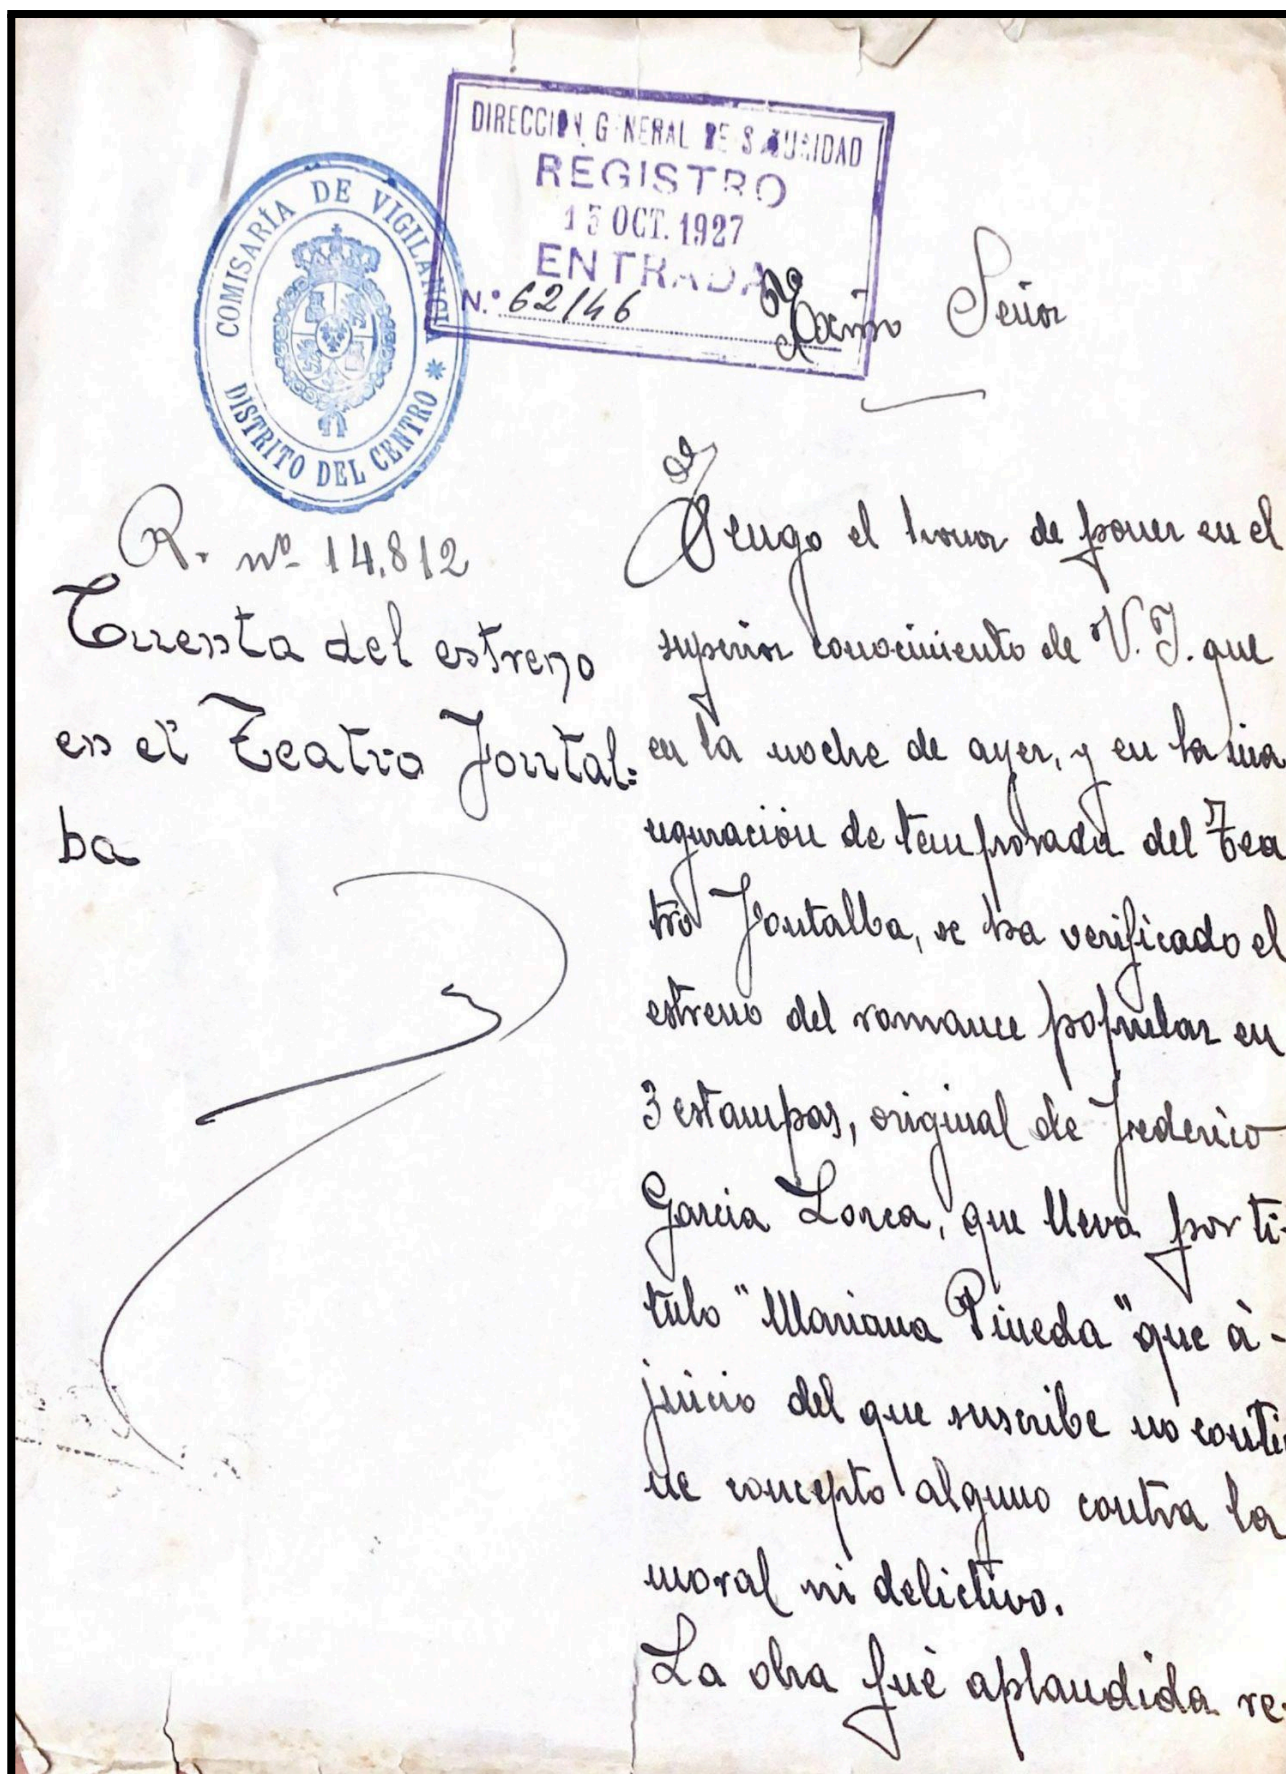 DIRECCION GENERAL DE SEGURIDAD
REGISTRO
13 OCT. 1927
ENTRADA
N.º 62146
COMISARÍA DE VIGILANCIA
DISTRITO DEL CENTRO
Excmo Señor
R. nº 14.812
Cuenta del estreno
en el Teatro Fontal=
ba
Tengo el honor de poner en el
superior conocimiento de V.I. que
en la noche de ayer, y en la ina
uguración de temporada del Tea
tro Fontalba, se ha verificado el
estreno del romance popular en
3 estampas, original de Federico
Garcia Lorca, que lleva por ti-
tulo "Mariana Pineda" que à-
juicio del que suscribe no contie
ne concepto alguno contra la
moral ni delictivo.
La obra fuè aplaudida re-